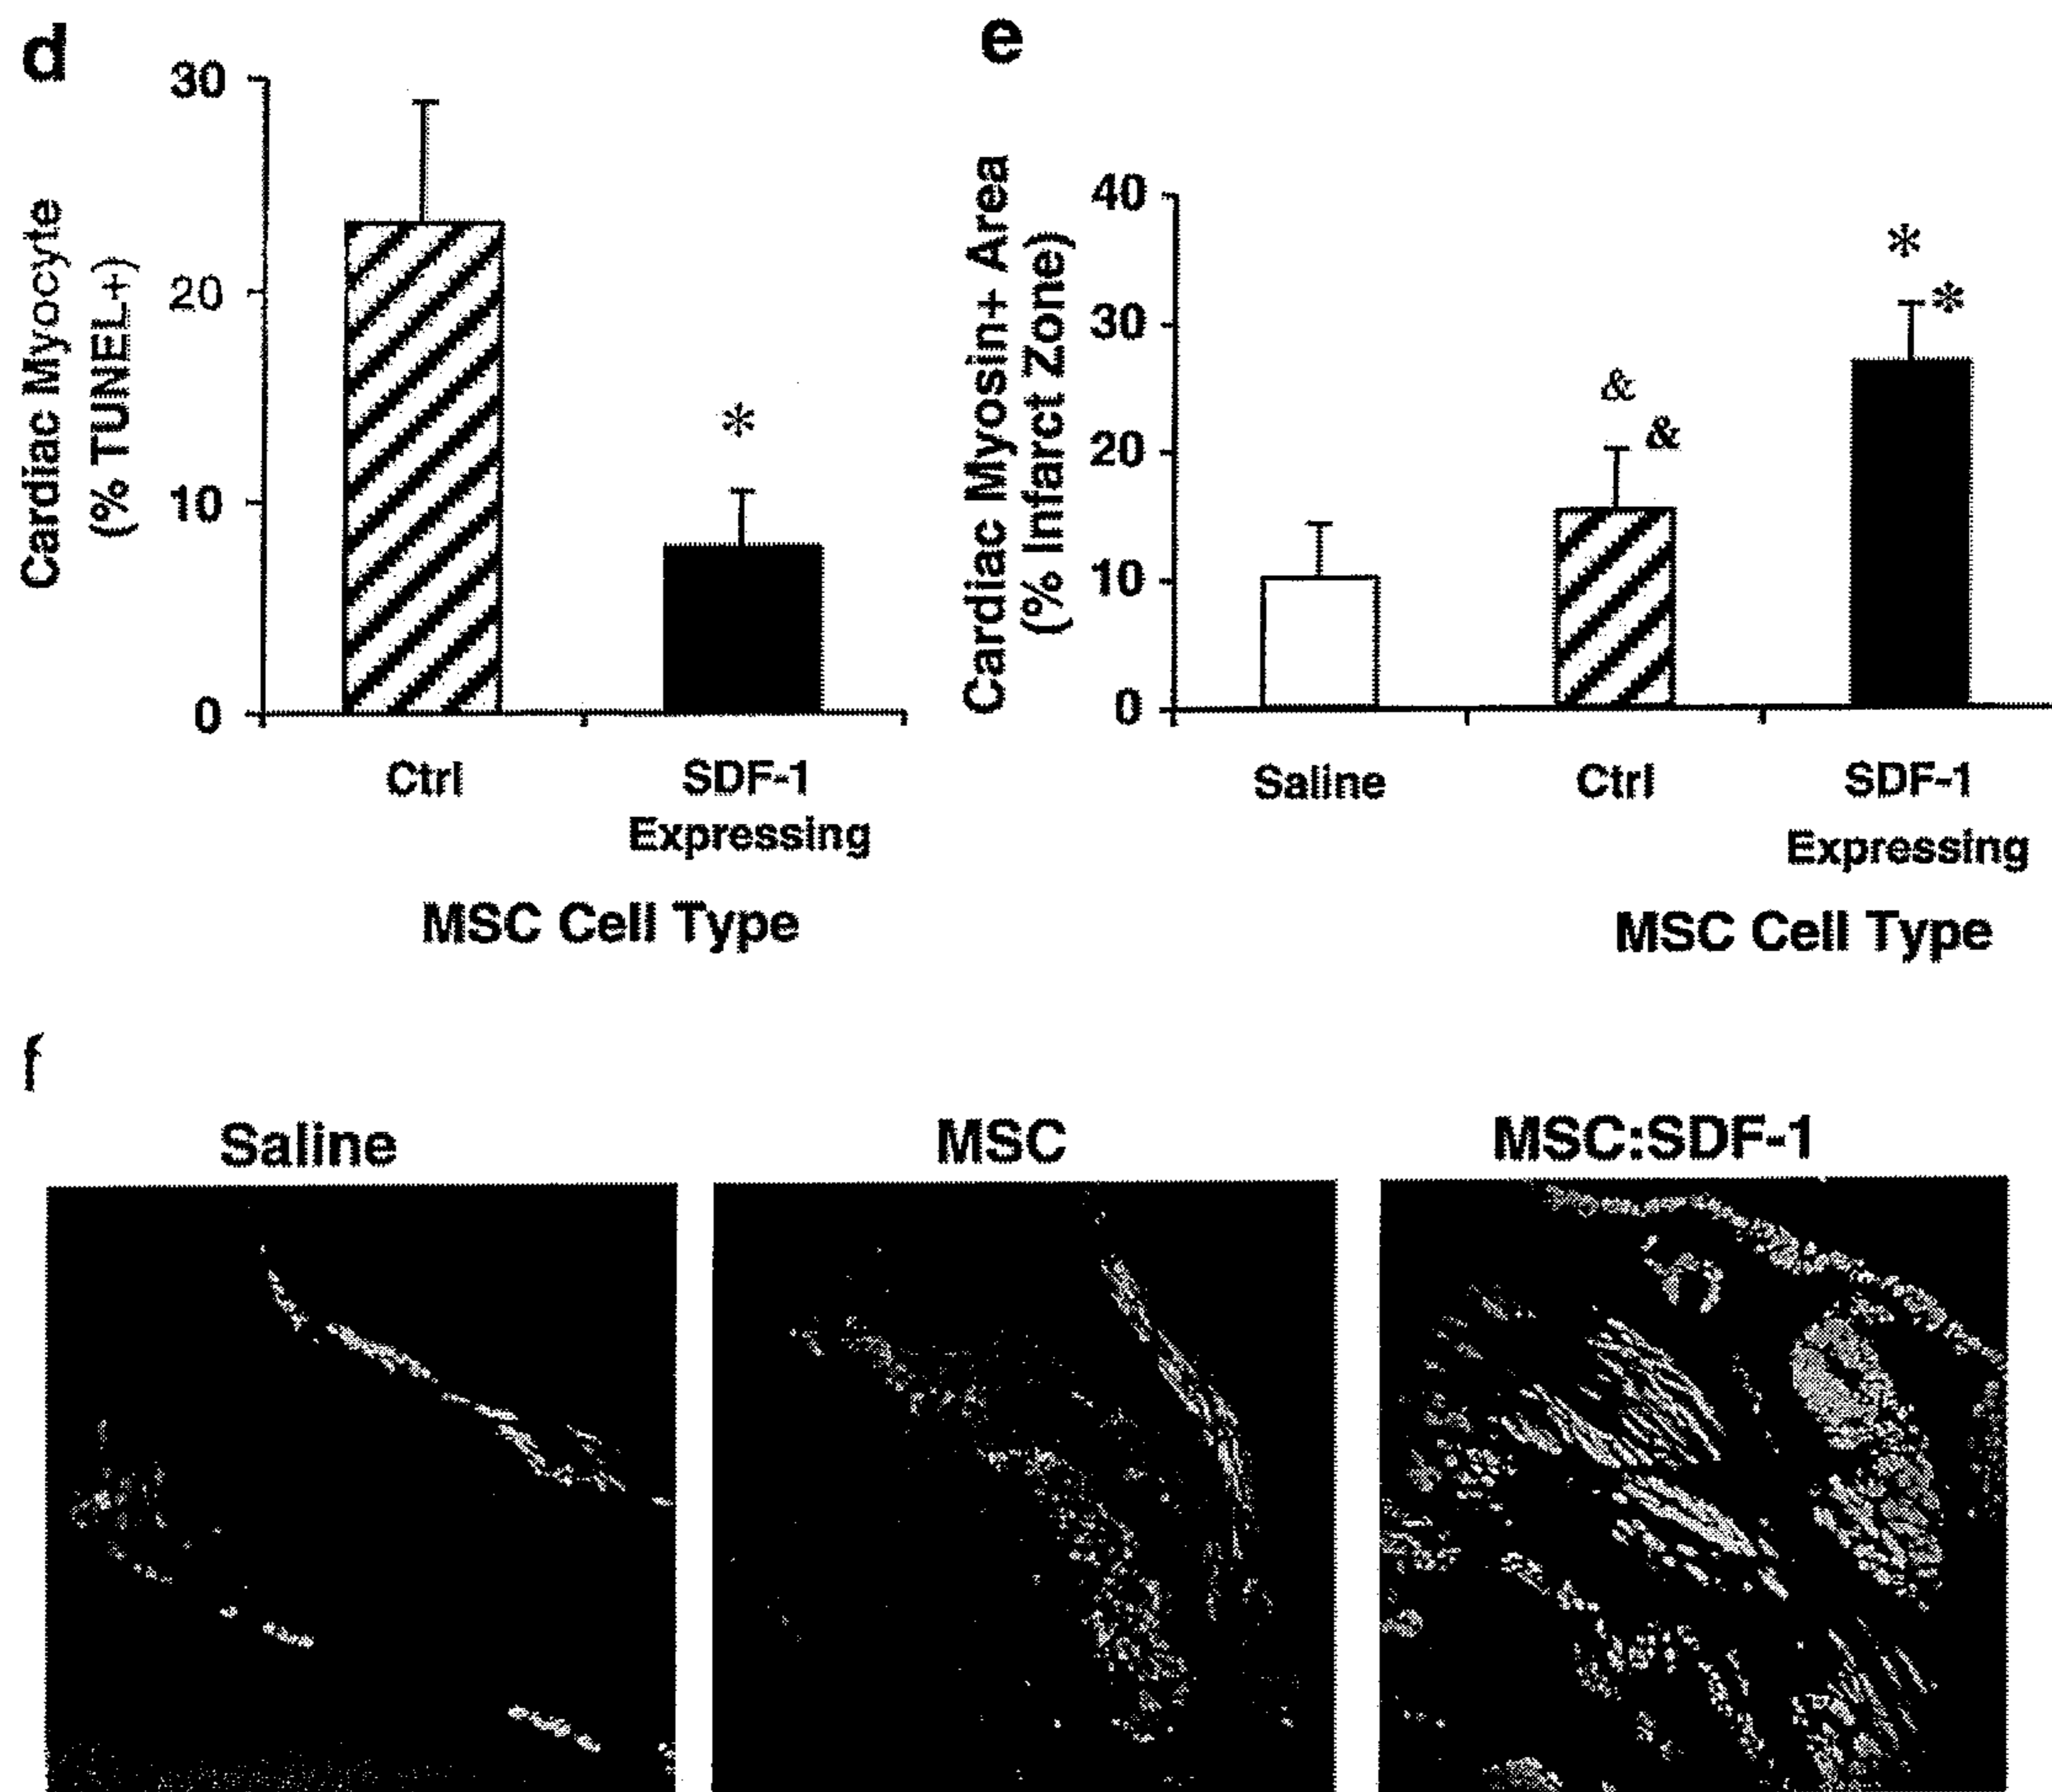 d
30
20
10
0
Cardiac Myocyte
(% TUNEL+)
*
Ctrl
SDF-1
Expressing
MSC Cell Type
e
40
30
20
10
0
Cardiac Myosin+ Area
(% Infarct Zone)
&
&
*
*
Saline
Ctrl
SDF-1
Expressing
MSC Cell Type
f
Saline
MSC
MSC:SDF-1